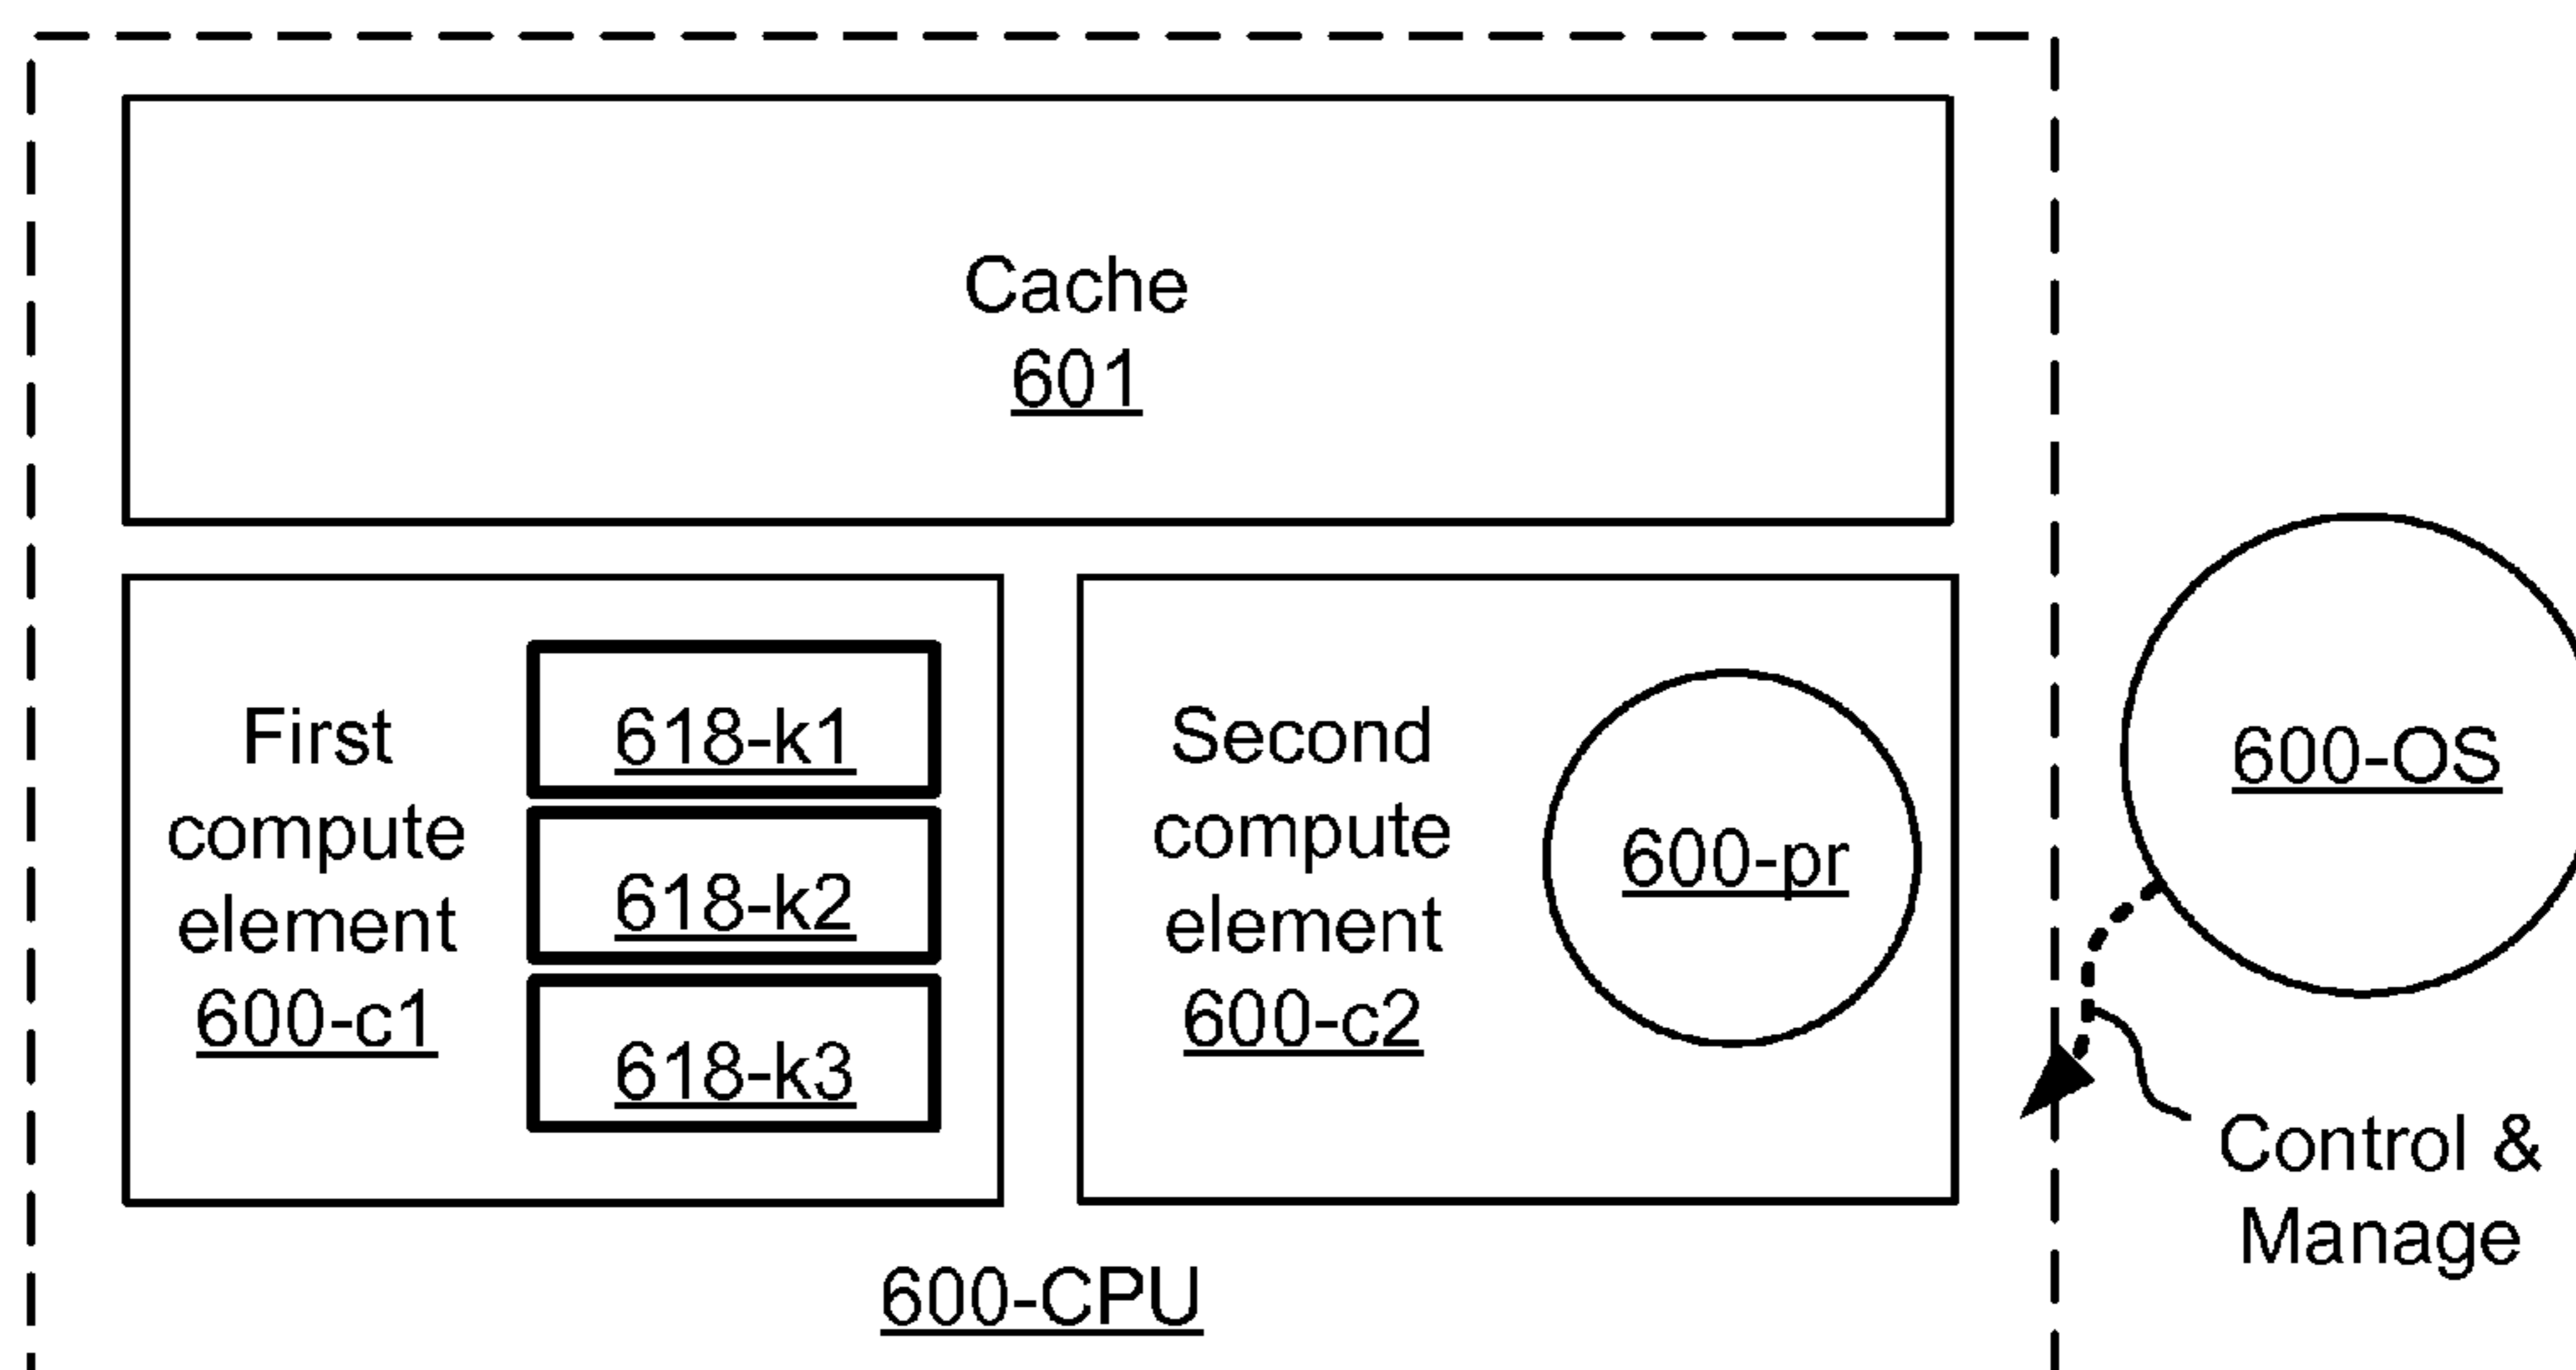 Cache
601
First
compute
element
600-c1
618-k1
618-k2
618-k3
Second
compute
element
600-c2
600-pr
600-OS
Control &
Manage
600-CPU